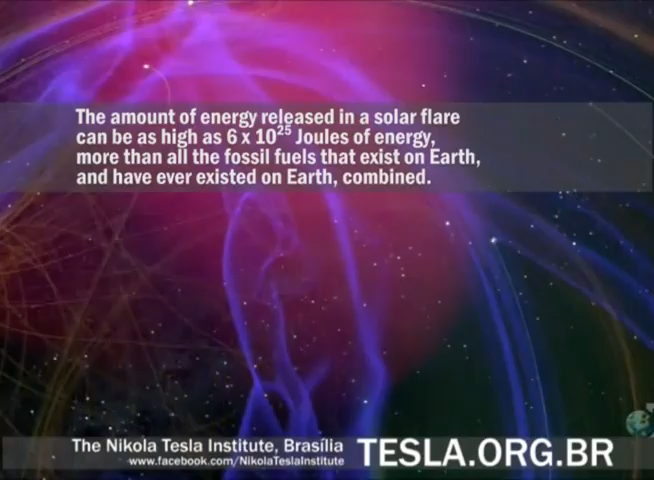 The amount of energy released in a solar flare
can be as high as 6 x 10²⁵ Joules of energy,
more than all the fossil fuels that exist on Earth,
and have ever existed on Earth, combined.
The Nikola Tesla Institute, Brasília
www.facebook.com/NikolaTeslaInstitute
TESLA.ORG.BR